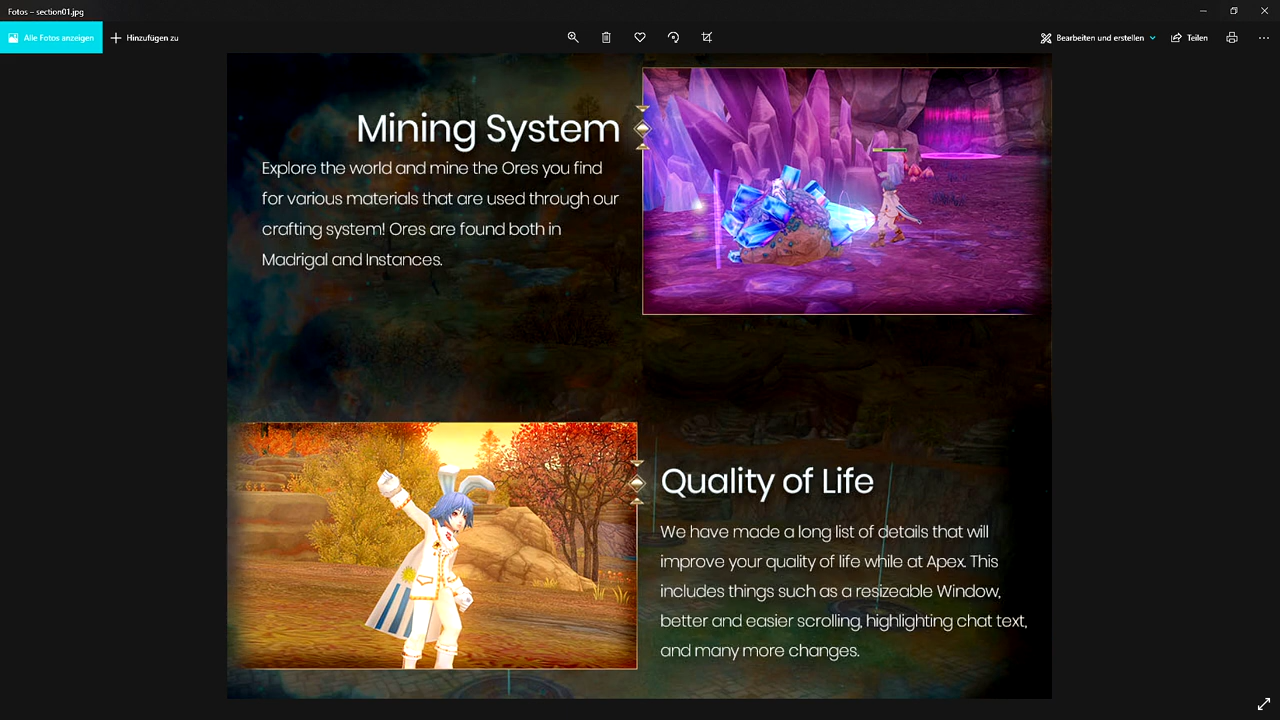 Fotos – section01.jpg
Alle Fotos anzeigen
Hinzufügen zu
Bearbeiten und erstellen
Teilen
Mining System
Explore the world and mine the Ores you find
for various materials that are used through our
crafting system! Ores are found both in
Madrigal and Instances.
Quality of Life
We have made a long list of details that will
improve your quality of life while at Apex. This
includes things such as a resizeable Window,
better and easier scrolling, highlighting chat text,
and many more changes.